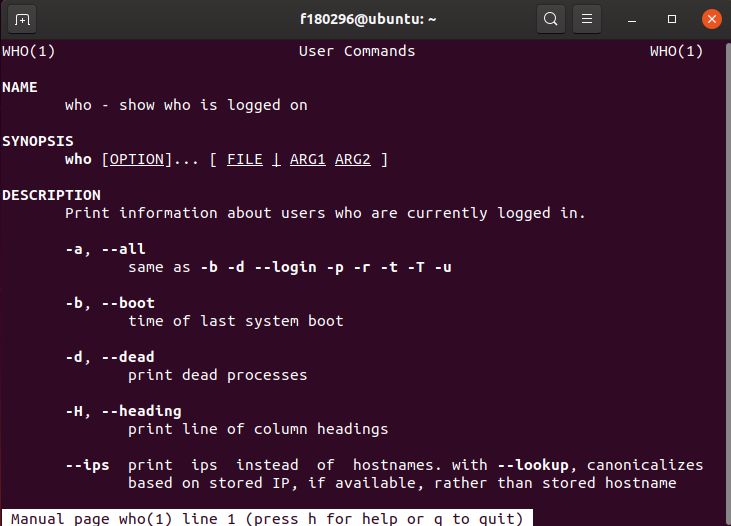 f180296@ubuntu: ~
WHO(1) User Commands WHO(1)
NAME
who - show who is logged on
SYNOPSIS
who [OPTION]... [ FILE | ARG1 ARG2 ]
DESCRIPTION
Print information about users who are currently logged in.
-a, --all
same as -b -d --login -p -r -t -T -u
-b, --boot
time of last system boot
-d, --dead
print dead processes
-H, --heading
print line of column headings
--ips print ips instead of hostnames. with --lookup, canonicalizes
based on stored IP, if available, rather than stored hostname
Manual page who(1) line 1 (press h for help or q to quit)